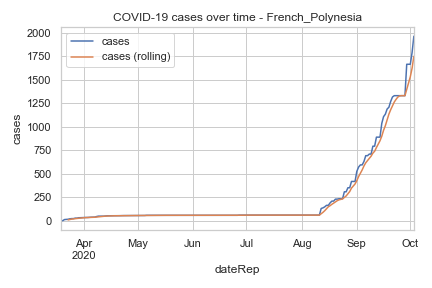 COVID-19 cases over time - French_Polynesia
cases
cases (rolling)
2000
1750
1500
1250
1000
750
500
250
0
cases
Apr May Jun Jul Aug Sep Oct
2020
dateRep